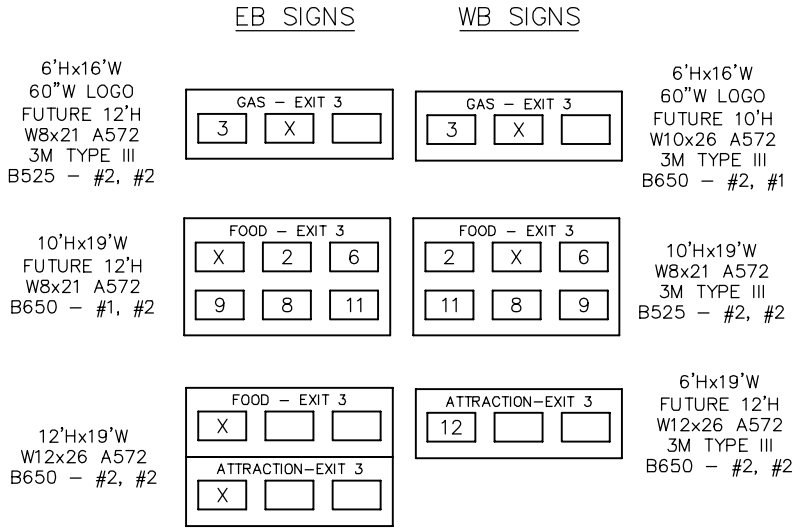 EB SIGNS
WB SIGNS
6'Hx16'W
60"W LOGO
FUTURE 12'H
W8x21 A572
3M TYPE III
B525 – #2, #2
GAS – EXIT 3
3 X
GAS – EXIT 3
3 X
6'Hx16'W
60"W LOGO
FUTURE 10'H
W10x26 A572
3M TYPE III
B650 – #2, #1
10'Hx19'W
FUTURE 12'H
W8x21 A572
B650 – #1, #2
FOOD – EXIT 3
X 2 6
9 8 11
FOOD – EXIT 3
2 X 6
11 8 9
10'Hx19'W
W8x21 A572
3M TYPE III
B525 – #2, #2
12'Hx19'W
W12x26 A572
B650 – #2, #2
FOOD – EXIT 3
X
ATTRACTION–EXIT 3
X
ATTRACTION–EXIT 3
12
6'Hx19'W
FUTURE 12'H
W12x26 A572
3M TYPE III
B650 – #2, #2